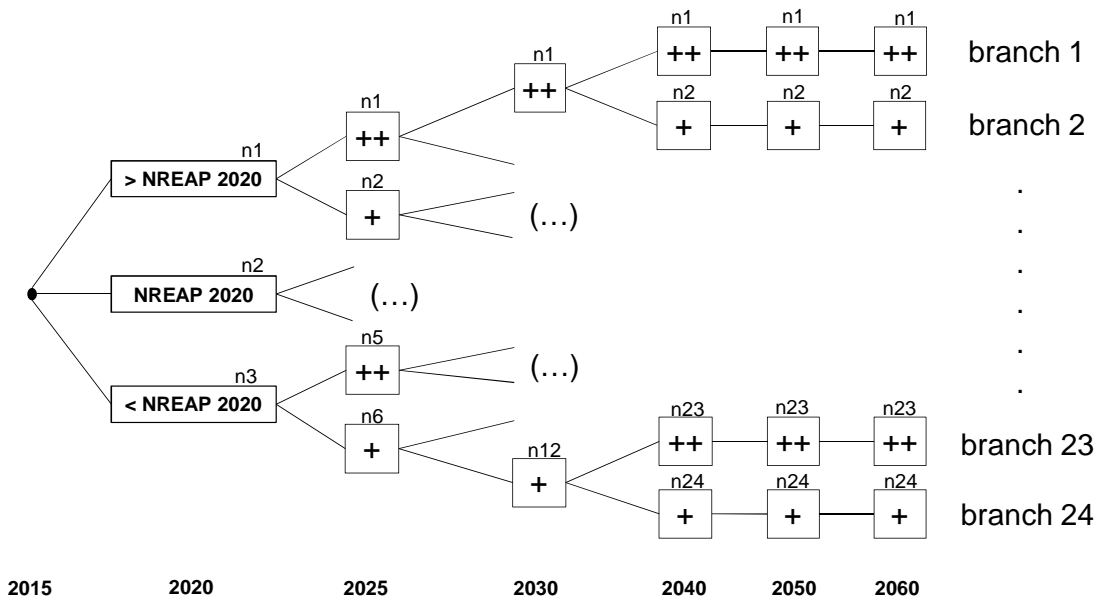 n1 n1 n1
n1
++ ++ ++ branch 1
++
n1
n2 n2 n2
++
+ + + branch 2
n1
> NREAP 2020
n2
+ (...)
n2
NREAP 2020 (...)
n5
++ (...)
n3
< NREAP 2020
n6
n23 n23 n23
+
++ ++ ++ branch 23
n12
+
n24 n24 n24
+ + + branch 24
2015 2020 2025 2030 2040 2050 2060